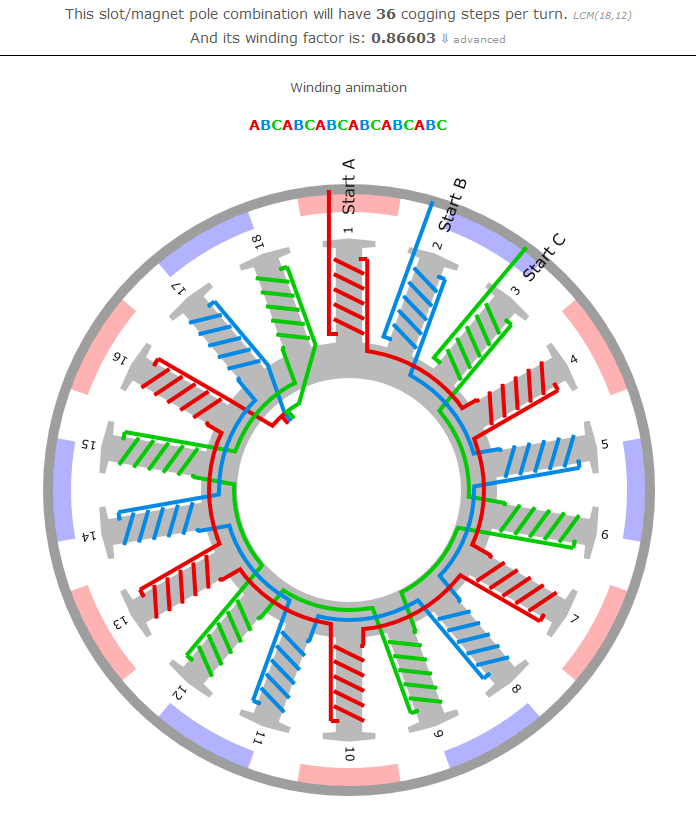 This slot/magnet pole combination will have 36 cogging steps per turn. LCM(18,12)
And its winding factor is: 0.86603 ⇓ advanced
Winding animation
ABCABCABCABCABCABC
Start A
Start B
Start C
1
2
3
4
5
6
7
8
9
10
11
12
13
14
15
16
17
18